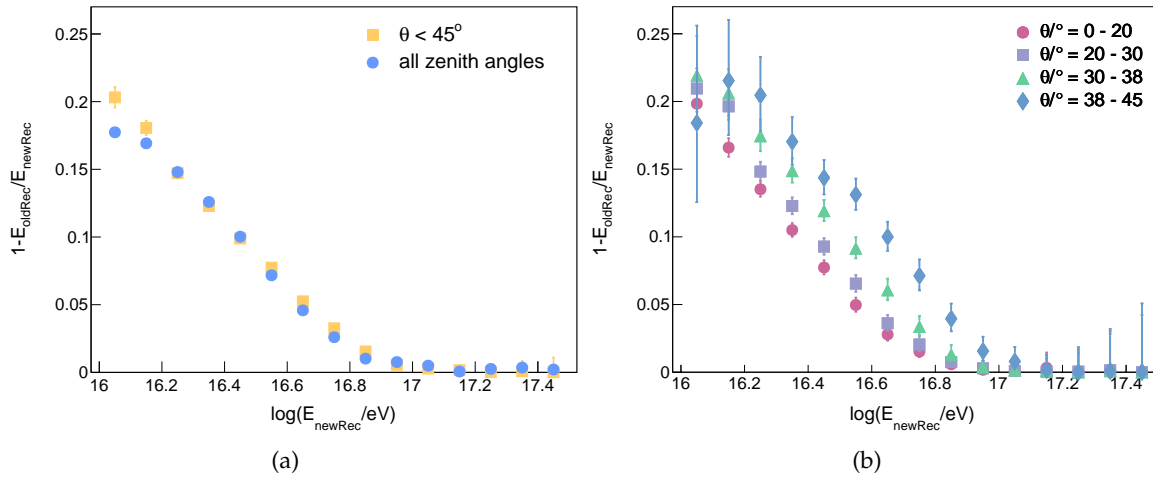 θ < 45°
all zenith angles
0.25
0.2
0.15
0.1
0.05
0
1-E_oldRec/E_newRec
16 16.2 16.4 16.6 16.8 17 17.2 17.4
log(E_newRec/eV)
(a)
θ/° = 0 - 20
θ/° = 20 - 30
θ/° = 30 - 38
θ/° = 38 - 45
0.25
0.2
0.15
0.1
0.05
0
1-E_oldRec/E_newRec
16 16.2 16.4 16.6 16.8 17 17.2 17.4
log(E_newRec/eV)
(b)